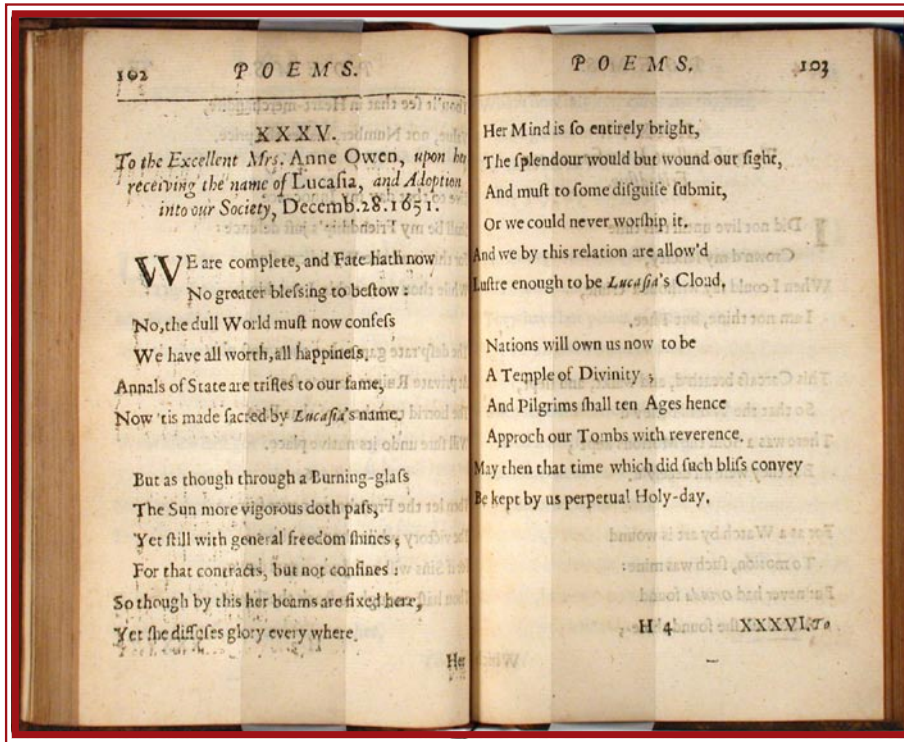 102 POEMS.
XXXV.
To the Excellent Mrs. Anne Owen, upon her
receiving the name of Lucaſia, and Adoption
into our Society, Decemb.28.1651.
WE are complete, and Fate hath now
No greater bleſſing to beſtow :
No, the dull World muſt now confeſs
We have all worth, all happineſs.
Annals of State are trifles to our fame,
Now 'tis made ſacred by Lucaſia's name.
But as though through a Burning-glaſs
The Sun more vigorous doth paſs,
Yet ſtill with general freedom ſhines ;
For that contracts, but not confines :
So though by this her beams are fixed here,
Yet ſhe diffuſes glory every where.
Her
POEMS. 103
Her Mind is ſo entirely bright,
The ſplendour would but wound our ſight,
And muſt to ſome diſguiſe ſubmit,
Or we could never worſhip it.
And we by this relation are allow'd
Luſtre enough to be Lucaſia's Cloud.
Nations will own us now to be
A Temple of Divinity ;
And Pilgrims ſhall ten Ages hence
Approch our Tombs with reverence.
May then that time which did ſuch bliſs convey
Be kept by us perpetual Holy-day.
H 4 XXXVI. To